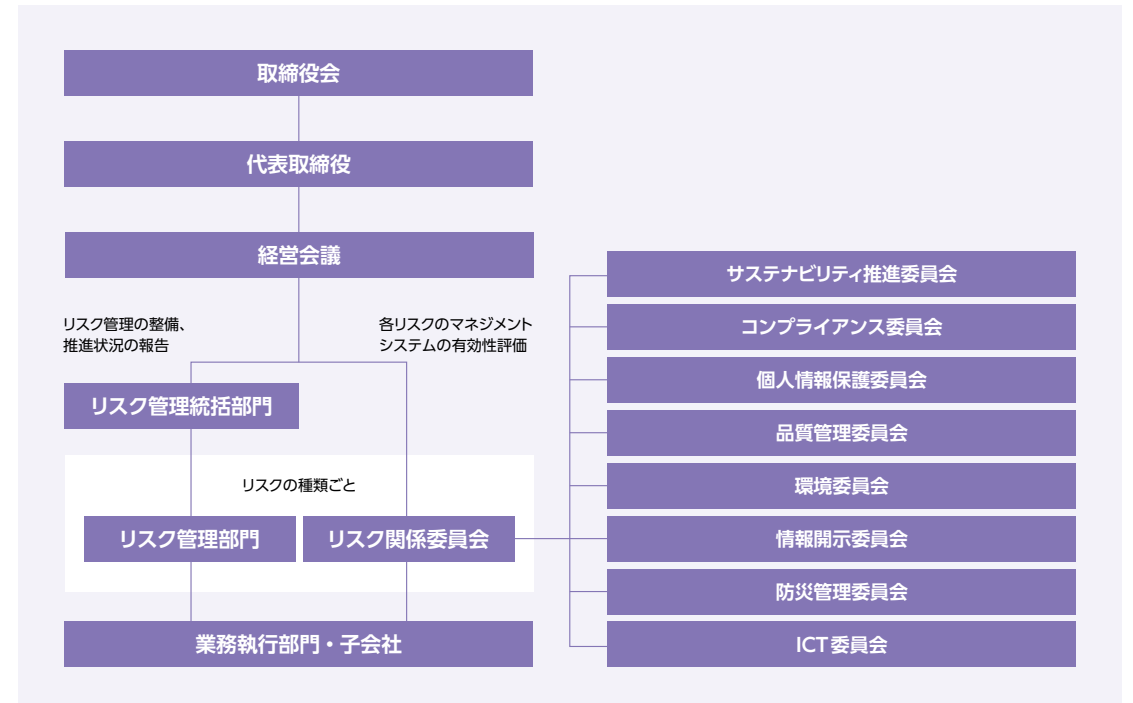 取締役会
代表取締役
経営会議
リスク管理の整備、
推進状況の報告
各リスクのマネジメント
システムの有効性評価
リスク管理統括部門
リスクの種類ごと
リスク管理部門
リスク関係委員会
業務執行部門・子会社
サステナビリティ推進委員会
コンプライアンス委員会
個人情報保護委員会
品質管理委員会
環境委員会
情報開示委員会
防災管理委員会
ICT委員会